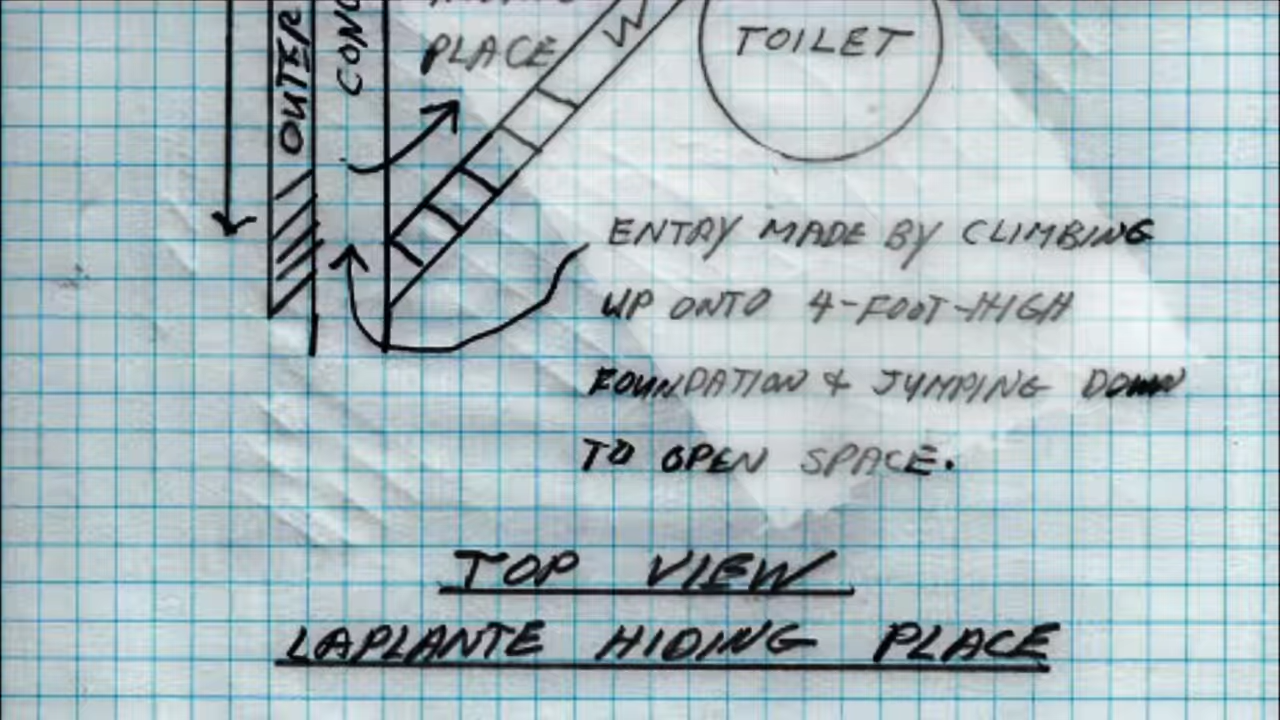 OUTER
CONC
PLACE
W
TOILET
ENTRY MADE BY CLIMBING
UP ONTO 4-FOOT-HIGH
FOUNDATION & JUMPING DOWN
TO OPEN SPACE.
TOP VIEW
LAPLANTE HIDING PLACE